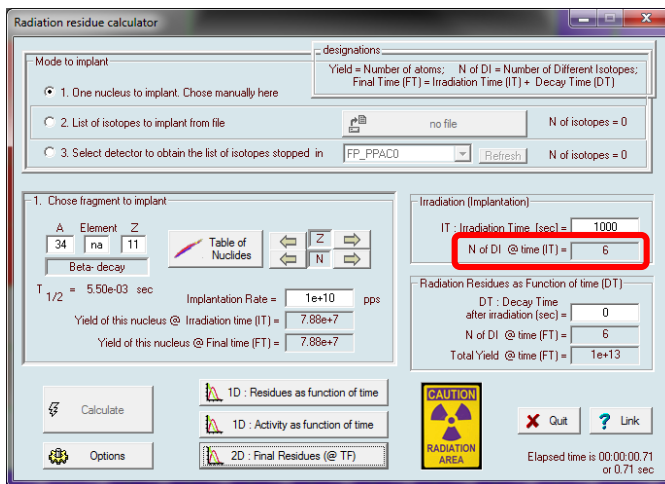 Radiation residue calculator
designations
Yield = Number of atoms; N of DI = Number of Different Isotopes;
Final Time (FT) = Irradiation Time (IT) + Decay Time (DT)
Mode to implant
1. One nucleus to implant. Chose manually here
2. List of isotopes to implant from file
no file
N of isotopes = 0
3. Select detector to obtain the list of isotopes stopped in
FP_PPAC0
Refresh
N of isotopes = 0
1. Chose fragment to implant
A Element Z
34 na 11
Beta- decay
Table of
Nuclides
Z
N
T 1/2 = 5.50e-03 sec
Implantation Rate = 1e+10 pps
Yield of this nucleus @ Irradiation time (IT) = 7.88e+7
Yield of this nucleus @ Final time (FT) = 7.88e+7
Irradiation (Implantation)
IT : Irradiation Time [sec] = 1000
N of DI @ time (IT) = 6
Radiation Residues as Function of time (DT)
DT : Decay Time
after irradiation (sec) = 0
N of DI @ time (FT) = 6
Total Yield @ time (FT) = 1e+13
Calculate
Options
1D : Residues as function of time
1D : Activity as function of time
2D : Final Residues (@ TF)
CAUTION
RADIATION
AREA
Quit
? Link
Elapsed time is 00:00:00.71
or 0.71 sec